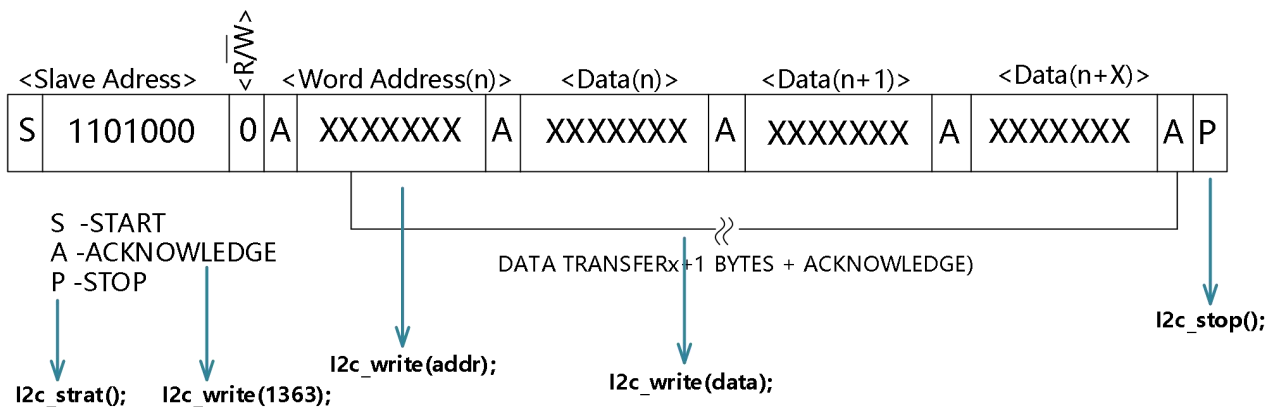 <R/W̅>
<Slave Adress>
<Word Address(n)>
<Data(n)>
<Data(n+1)>
<Data(n+X)>
S 1101000 0 A XXXXXXX A XXXXXXX A XXXXXXX A XXXXXXX A P
S -START
A -ACKNOWLEDGE
P -STOP
DATA TRANSFERx+1 BYTES + ACKNOWLEDGE)
I2c_stop();
I2c_write(addr);
I2c_write(data);
I2c_strat();
I2c_write(1363);